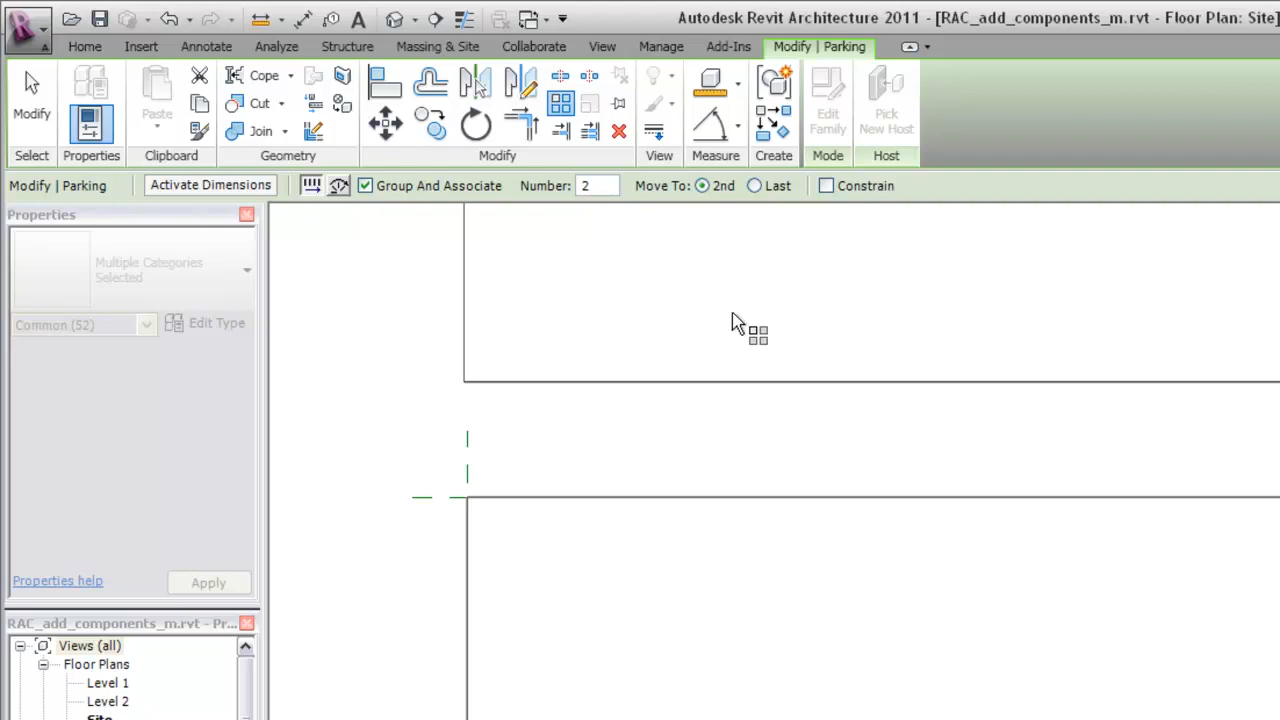 Autodesk Revit Architecture 2011 - [RAC_add_components_m.rvt - Floor Plan: Site]
Home Insert Annotate Analyze Structure Massing & Site Collaborate View Manage Add-Ins Modify | Parking
Modify Paste Cope Cut Join Edit Family Pick New Host
Select Properties Clipboard Geometry Modify View Measure Create Mode Host
Modify | Parking Activate Dimensions Group And Associate Number: 2 Move To: 2nd Last Constrain
Properties
Multiple Categories
Selected
Common (52) Edit Type
Properties help Apply
RAC_add_components_m.rvt - Pr...
Views (all)
Floor Plans
Level 1
Level 2
Site